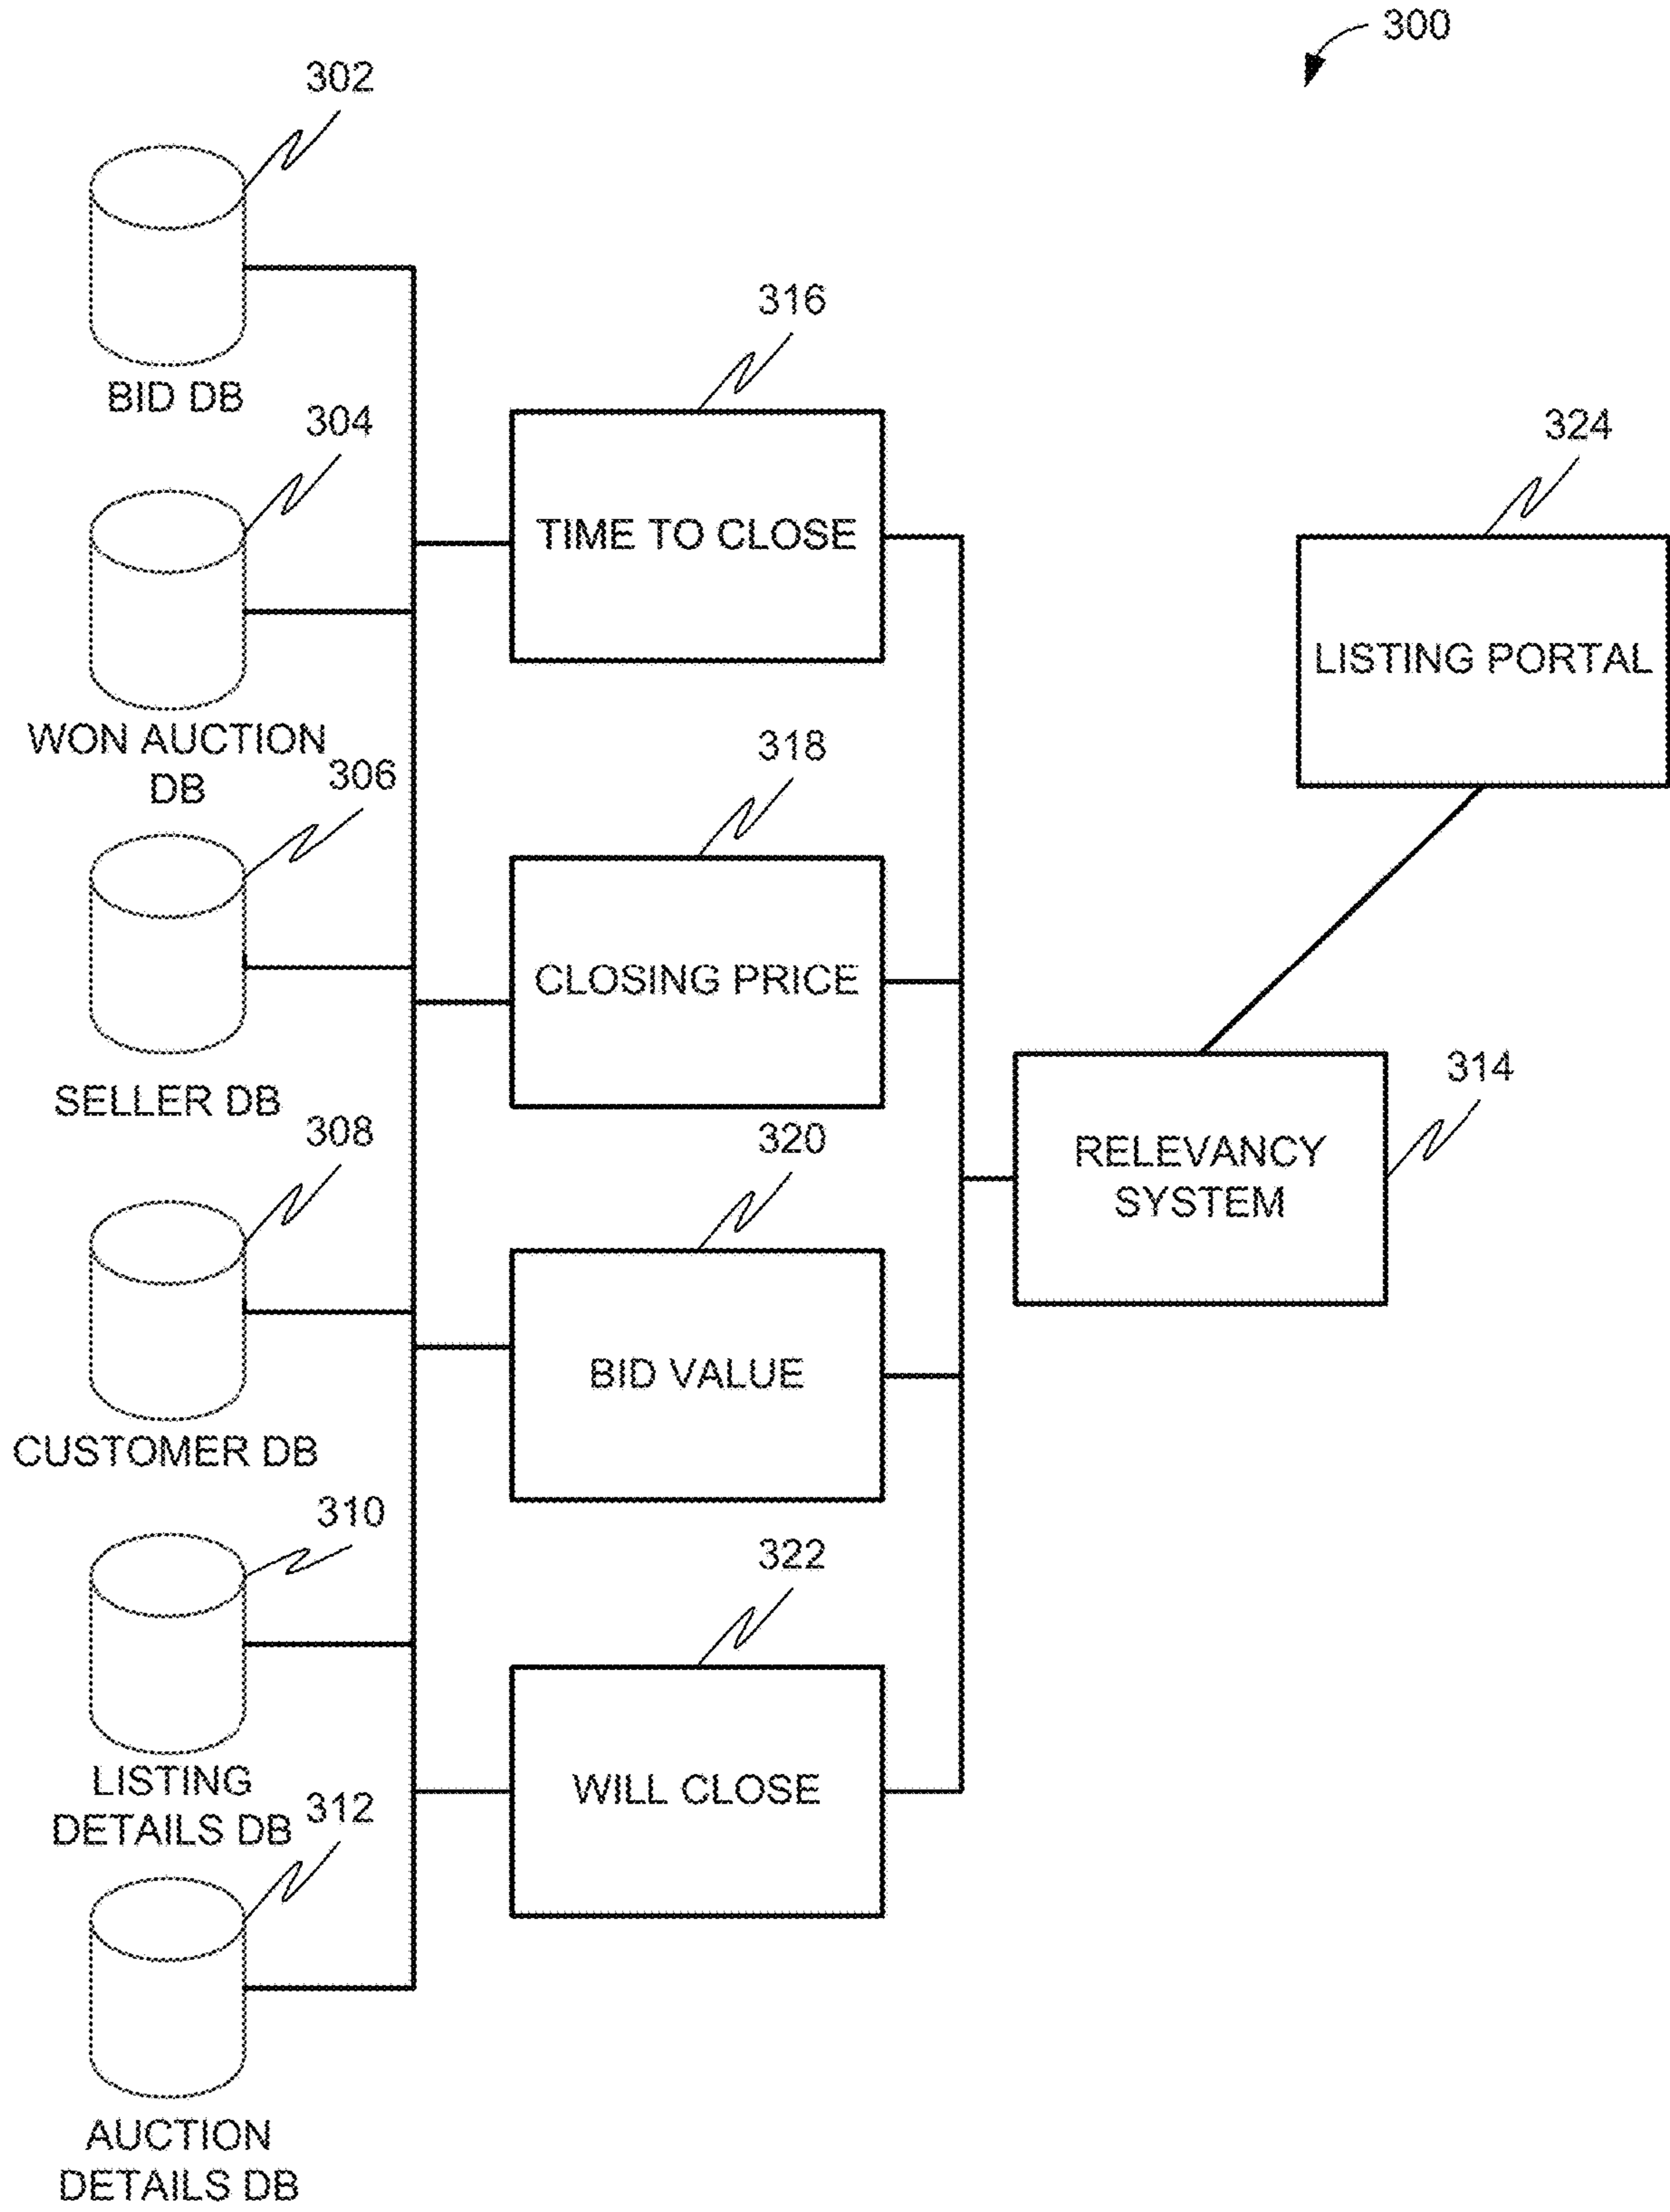 300
302
BID DB
304
WON AUCTION
DB
306
SELLER DB
308
CUSTOMER DB
310
LISTING
DETAILS DB
312
AUCTION
DETAILS DB
316
TIME TO CLOSE
318
CLOSING PRICE
320
BID VALUE
322
WILL CLOSE
324
LISTING PORTAL
314
RELEVANCY
SYSTEM